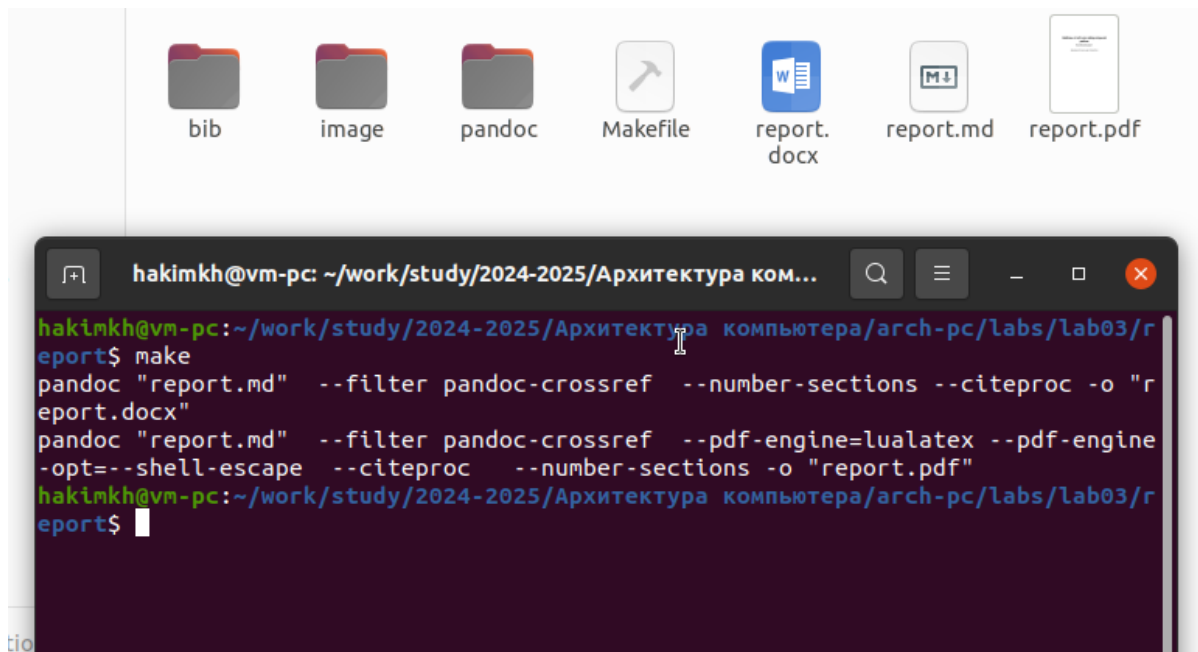 bib
image
pandoc
Makefile
report.
docx
report.md
report.pdf
hakimkh@vm-pc: ~/work/study/2024-2025/Архитектура ком...
hakimkh@vm-pc:~/work/study/2024-2025/Архитектура компьютера/arch-pc/labs/lab03/r
eport$ make
pandoc "report.md"  --filter pandoc-crossref  --number-sections --citeproc -o "r
eport.docx"
pandoc "report.md"  --filter pandoc-crossref  --pdf-engine=lualatex --pdf-engine
-opt=--shell-escape  --citeproc   --number-sections -o "report.pdf"
hakimkh@vm-pc:~/work/study/2024-2025/Архитектура компьютера/arch-pc/labs/lab03/r
eport$